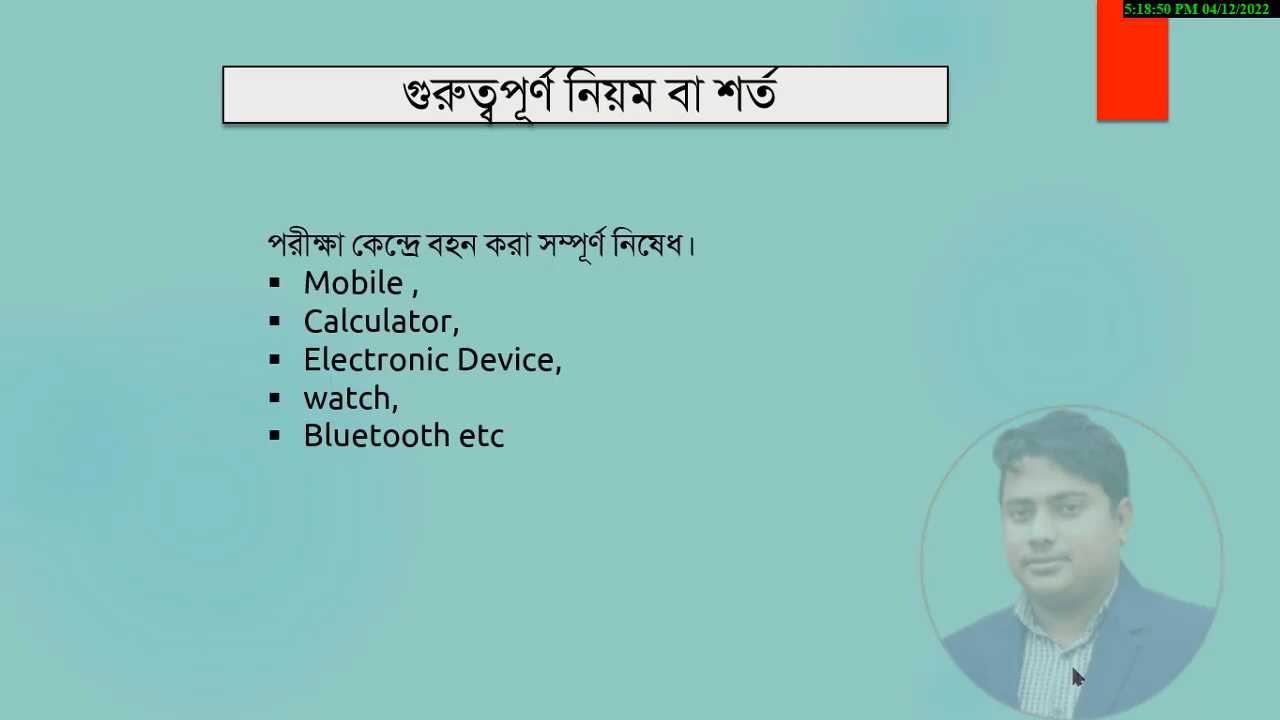 5:18:50 PM 04/12/2022
গুরুত্বপূর্ণ নিয়ম বা শর্ত
পরীক্ষা কেন্দ্রে বহন করা সম্পূর্ণ নিষেধ।
▪ Mobile ,
▪ Calculator,
▪ Electronic Device,
▪ watch,
▪ Bluetooth etc